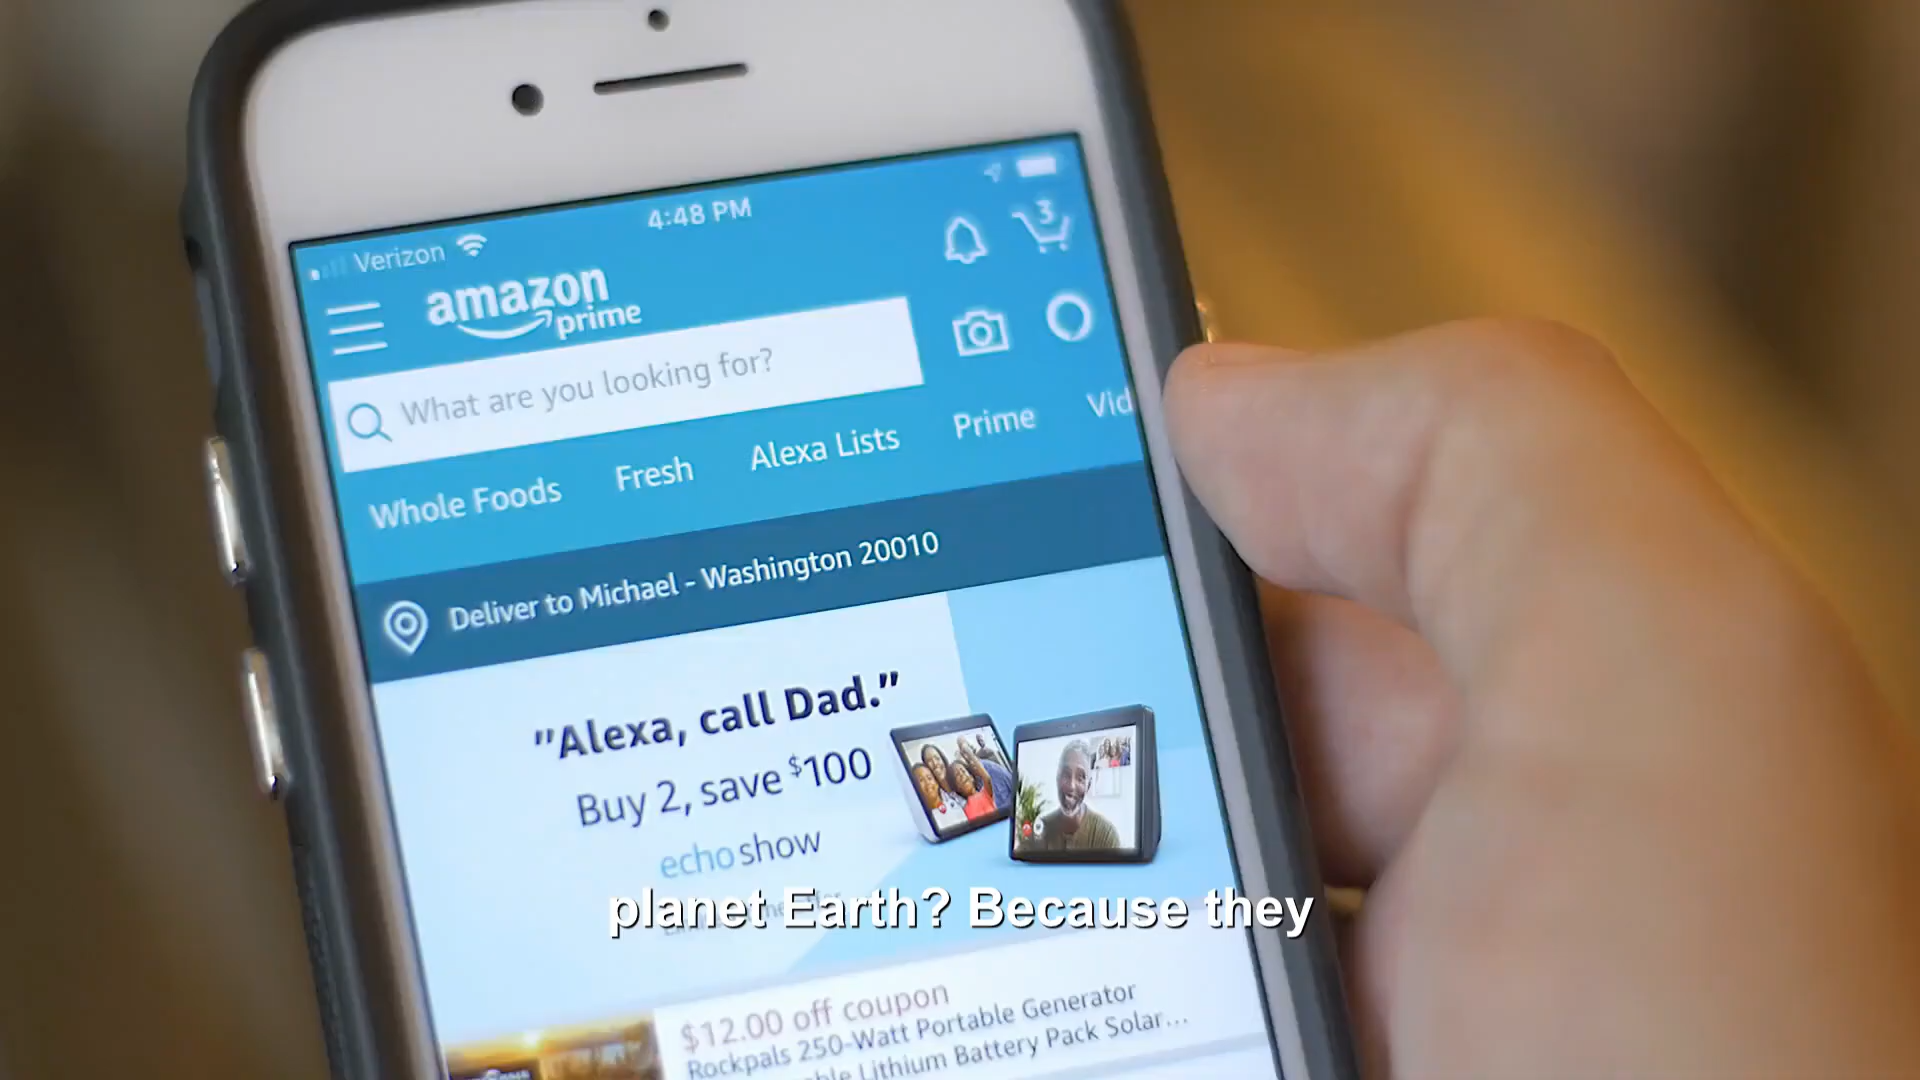 4:48 PM
Verizon
3
amazon
prime
What are you looking for?
Whole Foods
Fresh
Alexa Lists
Prime
Vid
Deliver to Michael - Washington 20010
"Alexa, call Dad."
Buy 2, save $100
echo show
planet Earth? Because they
$12.00 off coupon
Rockpals 250-Watt Portable Generator
Lithium Battery Pack Solar...